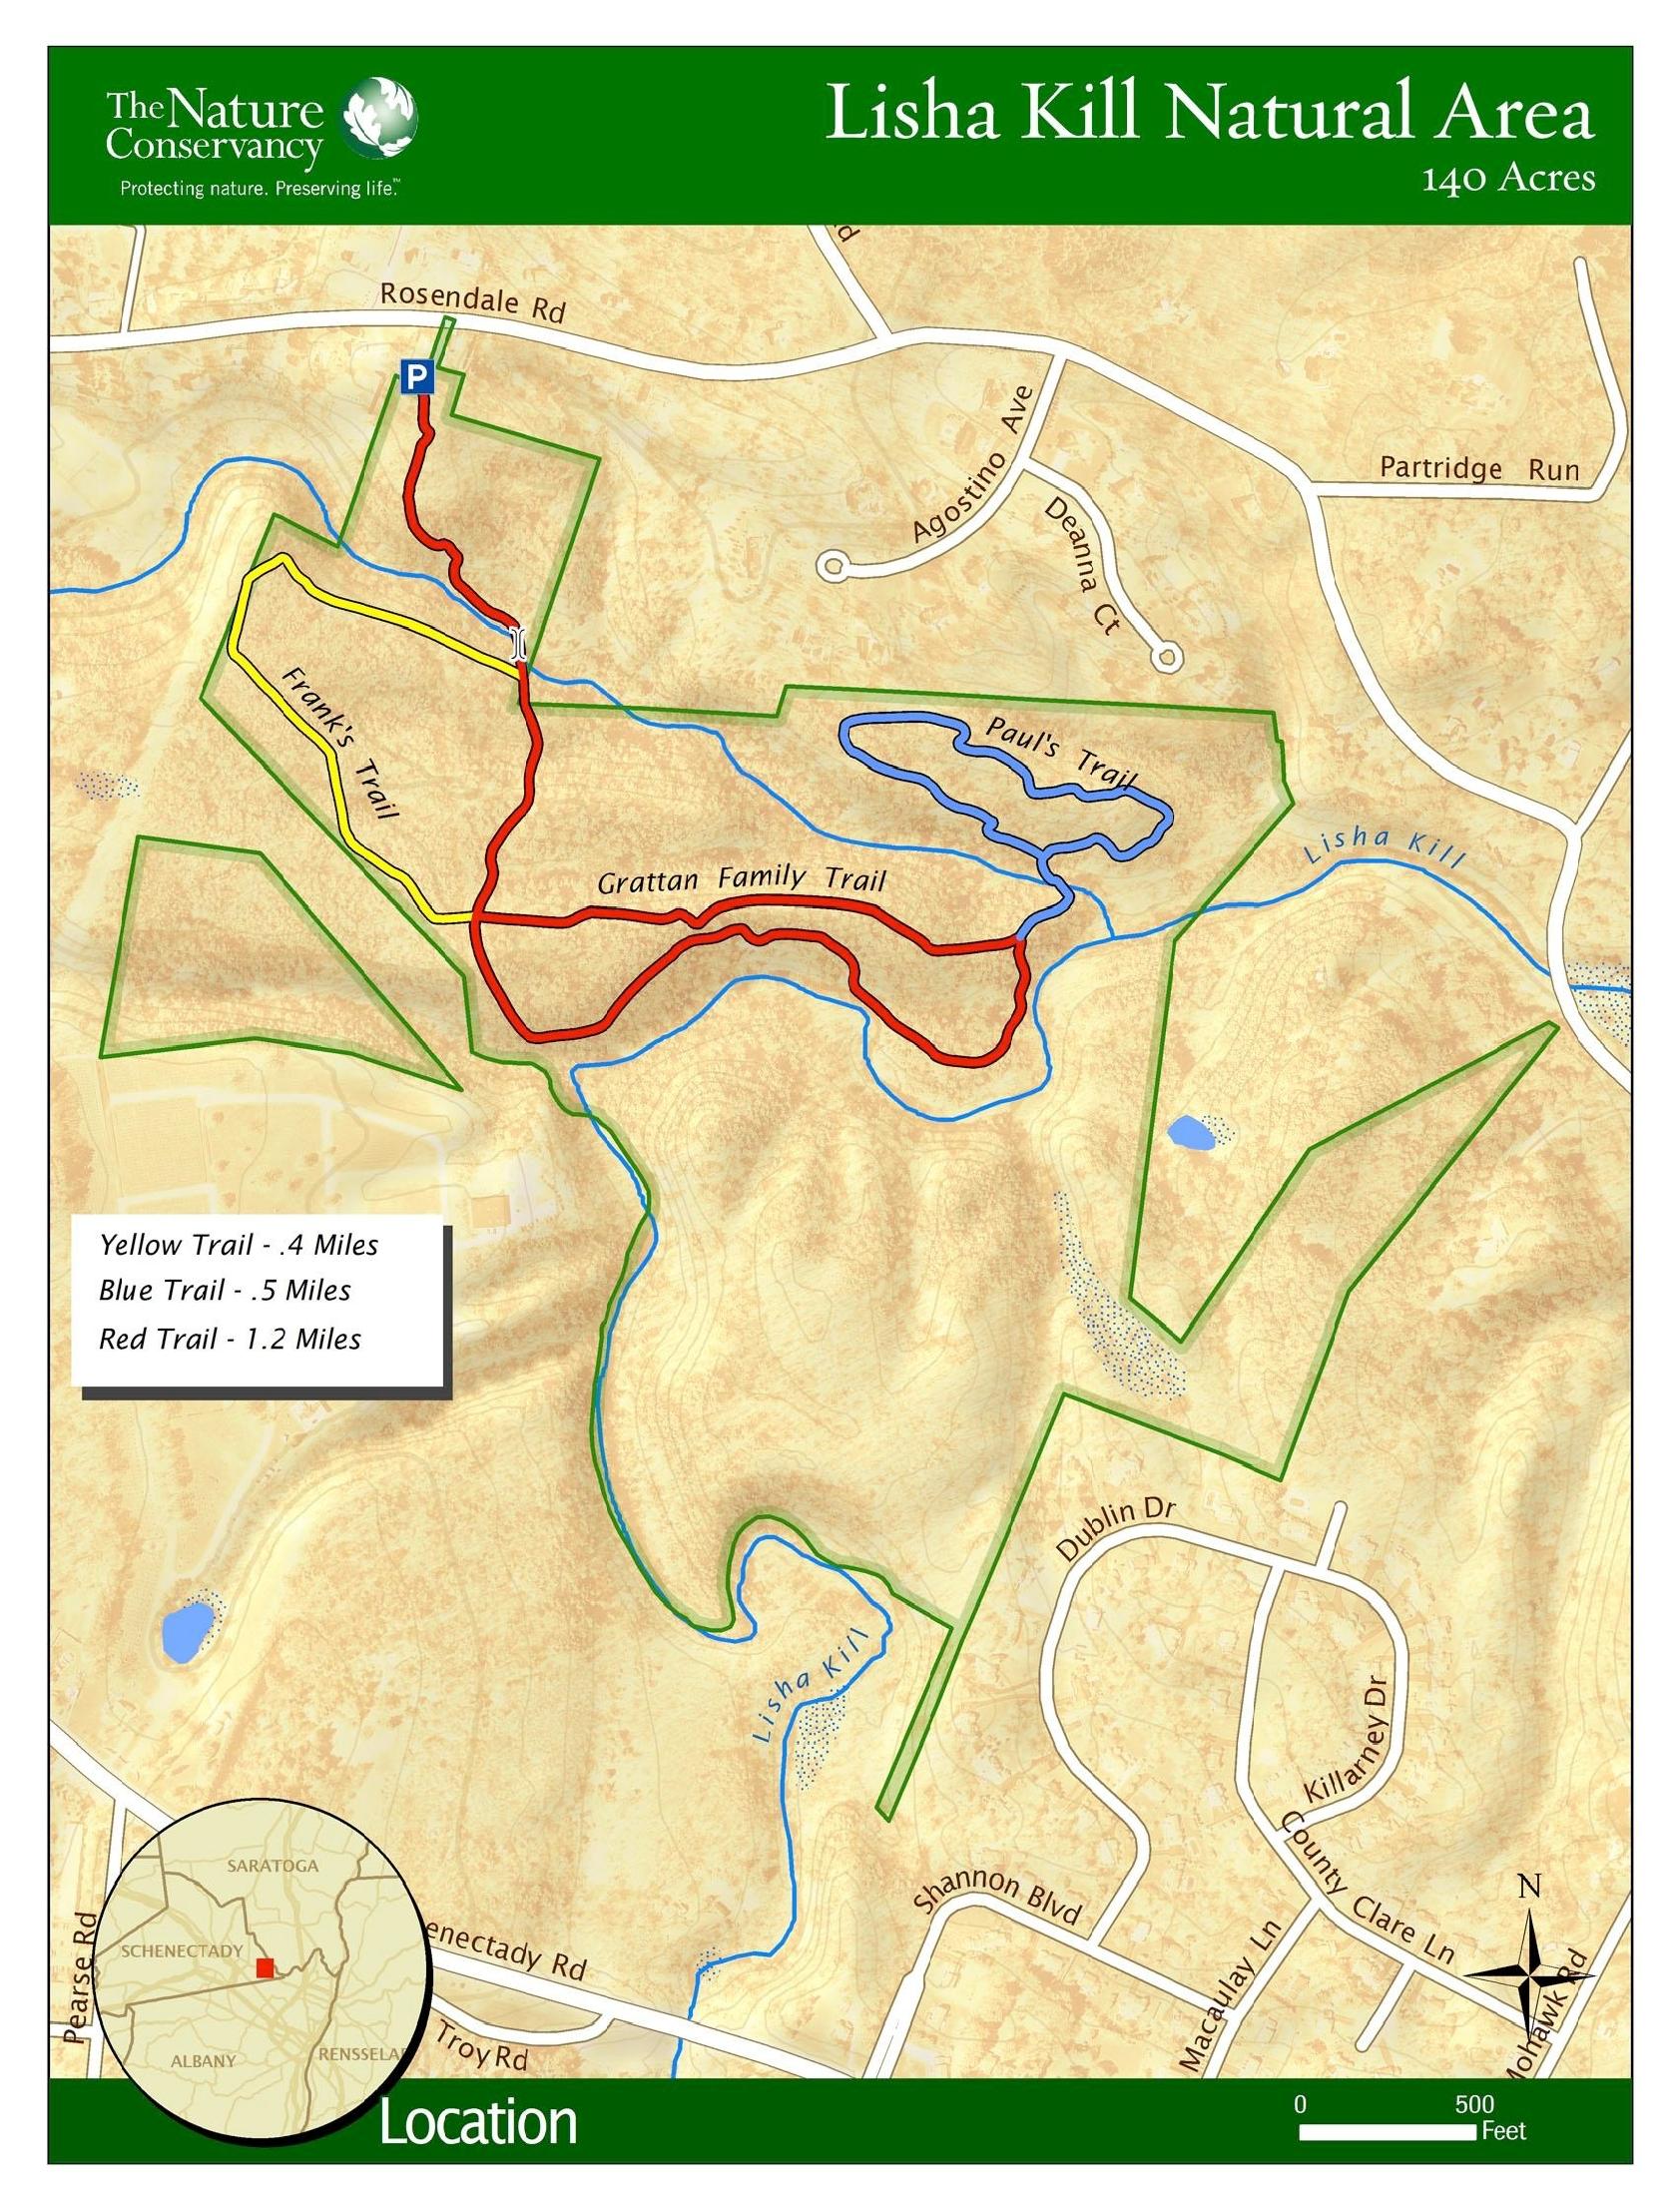 The Nature
Conservancy
Protecting nature. Preserving life.™
Lisha Kill Natural Area
140 Acres
Rosendale Rd
P
Agostino Ave
Partridge Run
Deanna Ct
Frank's Trail
Paul's Trail
Lisha Kill
Grattan Family Trail
Yellow Trail - .4 Miles
Blue Trail - .5 Miles
Red Trail - 1.2 Miles
Dublin Dr
Lisha Kill
Killarney Dr
County Clare Ln
Shannon Blvd
Macaulay Ln
Mohawk Rd
N
Pearse Rd
enectady Rd
Troy Rd
SARATOGA
SCHENECTADY
ALBANY
RENSSELAE
Location
0 500
Feet